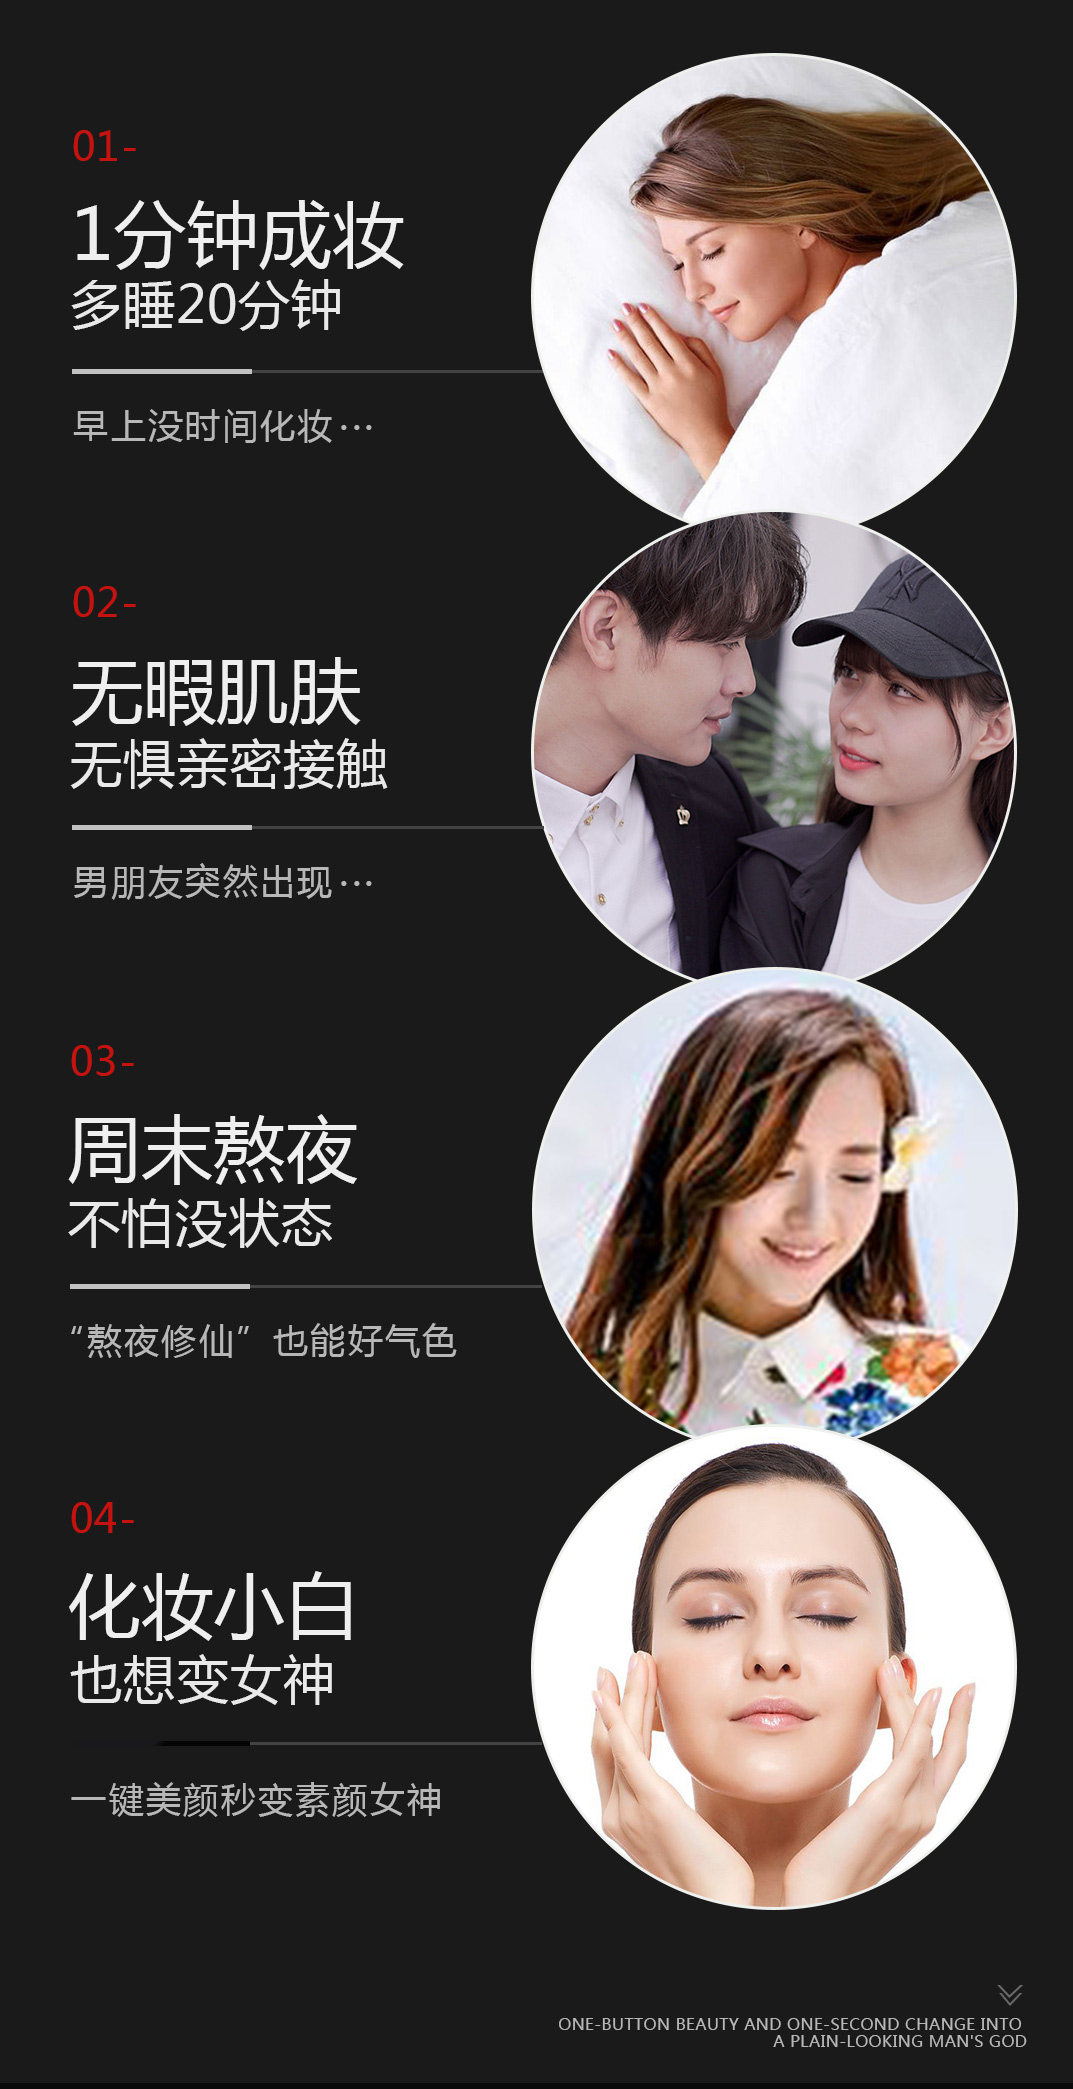 01-
1分钟成妆
多睡20分钟
早上没时间化妆…
02-
无暇肌肤
无惧亲密接触
男朋友突然出现…
03-
周末熬夜
不怕没状态
“熬夜修仙”也能好气色
04-
化妆小白
也想变女神
一键美颜秒变素颜女神
ONE-BUTTON BEAUTY AND ONE-SECOND CHANGE INTO
A PLAIN-LOOKING MAN'S GOD